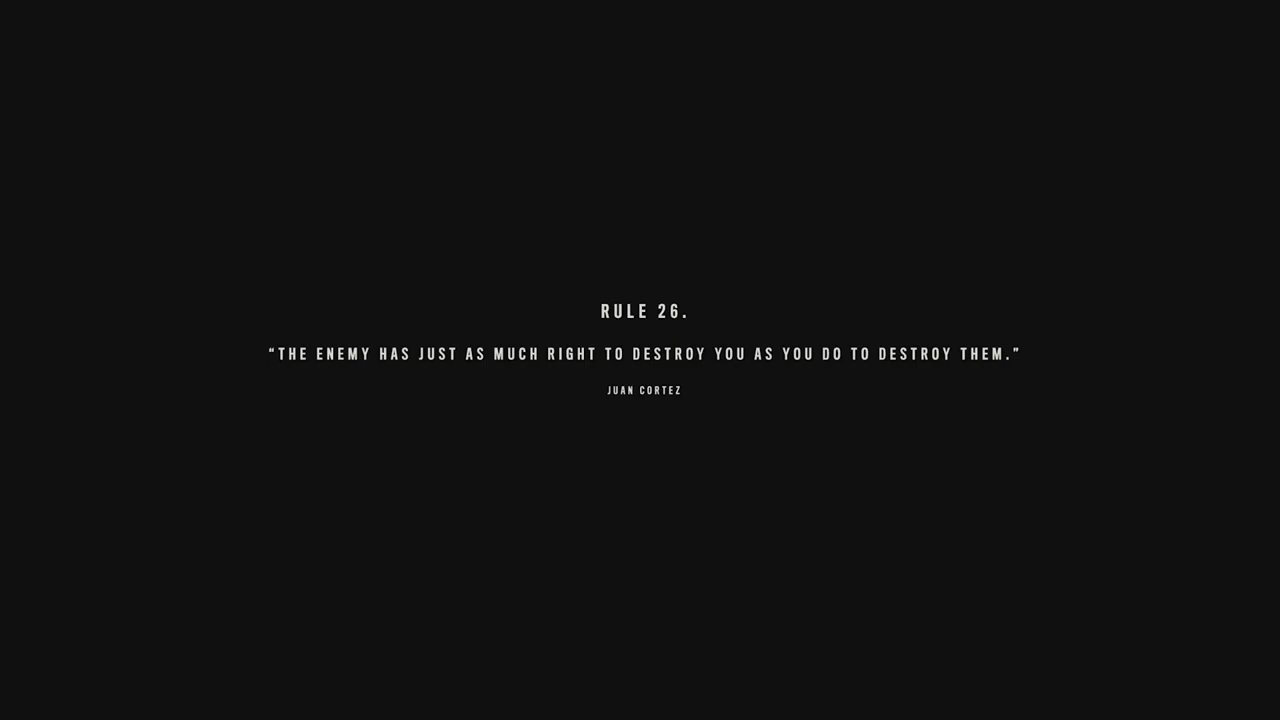 RULE 26.
“THE ENEMY HAS JUST AS MUCH RIGHT TO DESTROY YOU AS YOU DO TO DESTROY THEM.”
JUAN CORTEZ